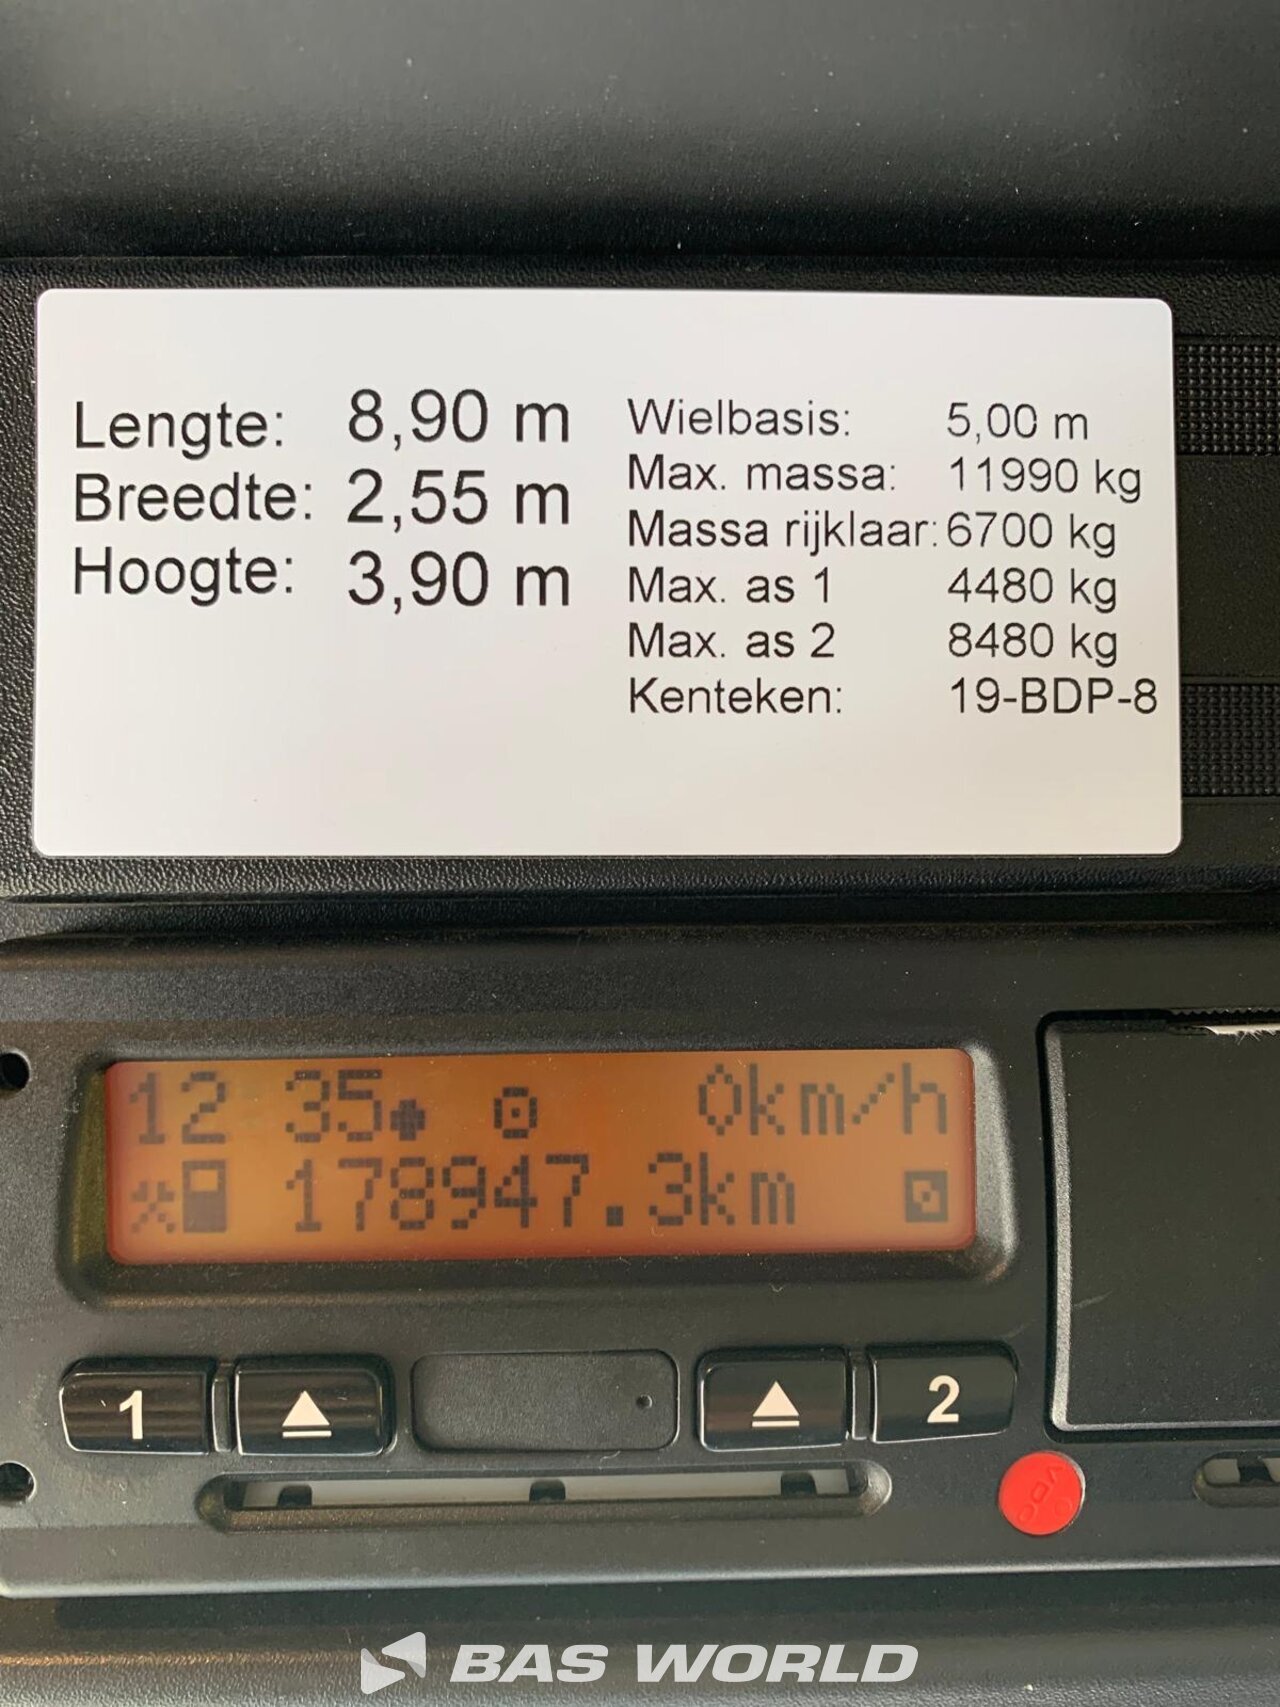 Lengte: 8,90 m
Breedte: 2,55 m
Hoogte: 3,90 m
Wielbasis: 5,00 m
Max. massa: 11990 kg
Massa rijklaar: 6700 kg
Max. as 1 4480 kg
Max. as 2 8480 kg
Kenteken: 19-BDP-8
12 35 0km/h
178947.3km
1
2
VDO
BAS WORLD